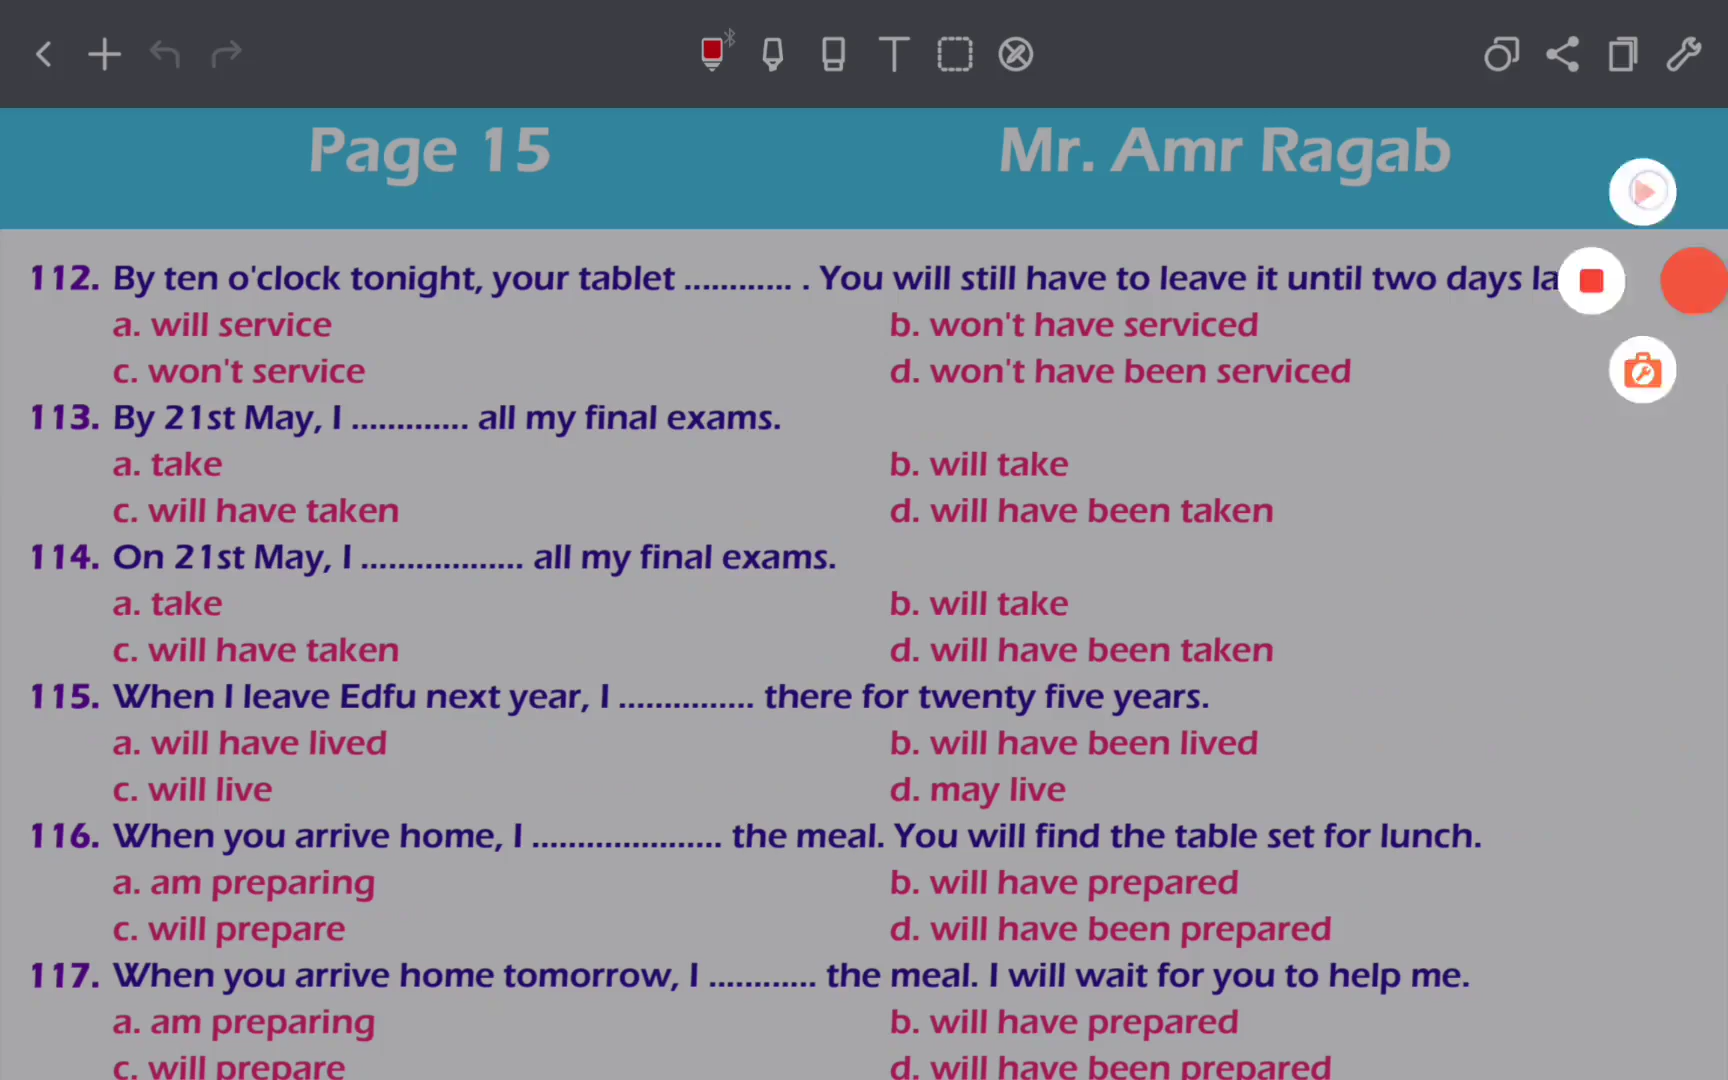 Page 15 Mr. Amr Ragab
112. By ten o'clock tonight, your tablet ............ . You will still have to leave it until two days
a. will service b. won't have serviced
c. won't service d. won't have been serviced
113. By 21st May, I ............. all my final exams.
a. take b. will take
c. will have taken d. will have been taken
114. On 21st May, I .................. all my final exams.
a. take b. will take
c. will have taken d. will have been taken
115. When I leave Edfu next year, I ............... there for twenty five years.
a. will have lived b. will have been lived
c. will live d. may live
116. When you arrive home, I ..................... the meal. You will find the table set for lunch.
a. am preparing b. will have prepared
c. will prepare d. will have been prepared
117. When you arrive home tomorrow, I ............ the meal. I will wait for you to help me.
a. am preparing b. will have prepared
c. will prepare d. will have been prepared